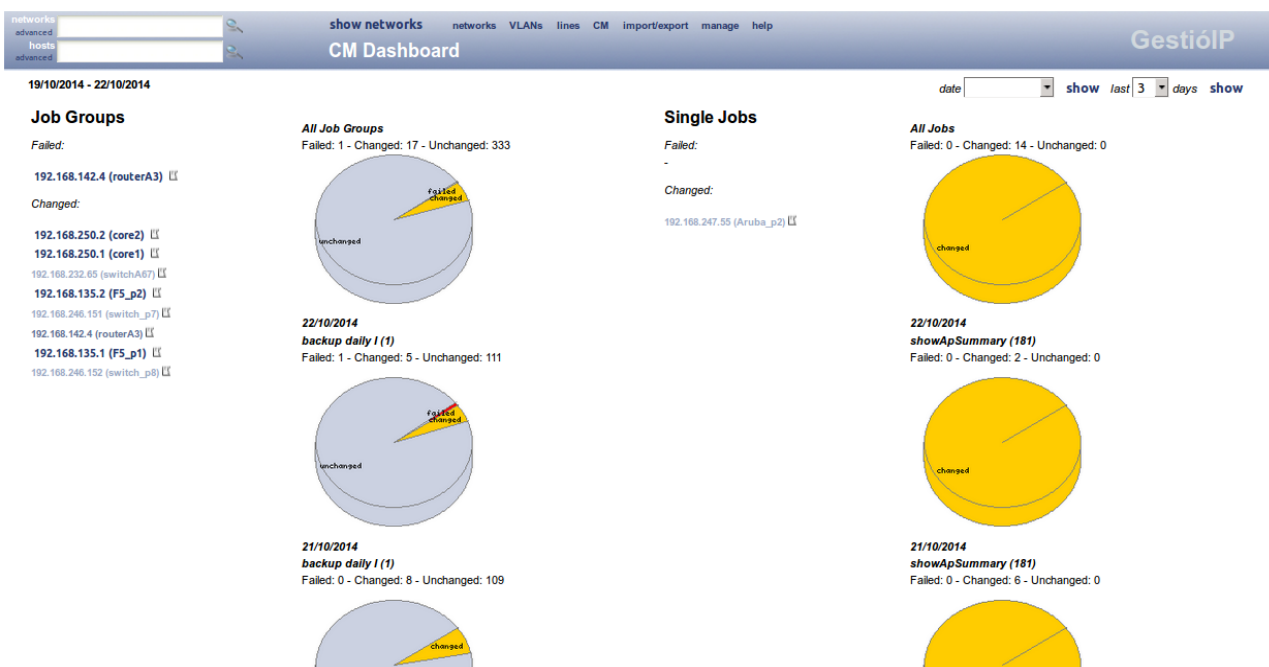 networks
advanced
hosts
advanced
show networks networks VLANs lines CM import/export manage help
CM Dashboard
GestióIP
19/10/2014 - 22/10/2014
date show last 3 days show
Job Groups
Failed:
192.168.142.4 (routerA3)
Changed:
192.168.250.2 (core2)
192.168.250.1 (core1)
192.168.232.65 (switchA67)
192.168.135.2 (F5_p2)
192.168.246.151 (switch_p7)
192.168.142.4 (routerA3)
192.168.135.1 (F5_p1)
192.168.246.152 (switch_p8)
All Job Groups
Failed: 1 - Changed: 17 - Unchanged: 333
failed
changed
unchanged
22/10/2014
backup daily I (1)
Failed: 1 - Changed: 5 - Unchanged: 111
failed
changed
unchanged
21/10/2014
backup daily I (1)
Failed: 0 - Changed: 8 - Unchanged: 109
changed
Single Jobs
Failed:
-
Changed:
192.168.247.55 (Aruba_p2)
All Jobs
Failed: 0 - Changed: 14 - Unchanged: 0
changed
22/10/2014
showApSummary (181)
Failed: 0 - Changed: 2 - Unchanged: 0
changed
21/10/2014
showApSummary (181)
Failed: 0 - Changed: 6 - Unchanged: 0